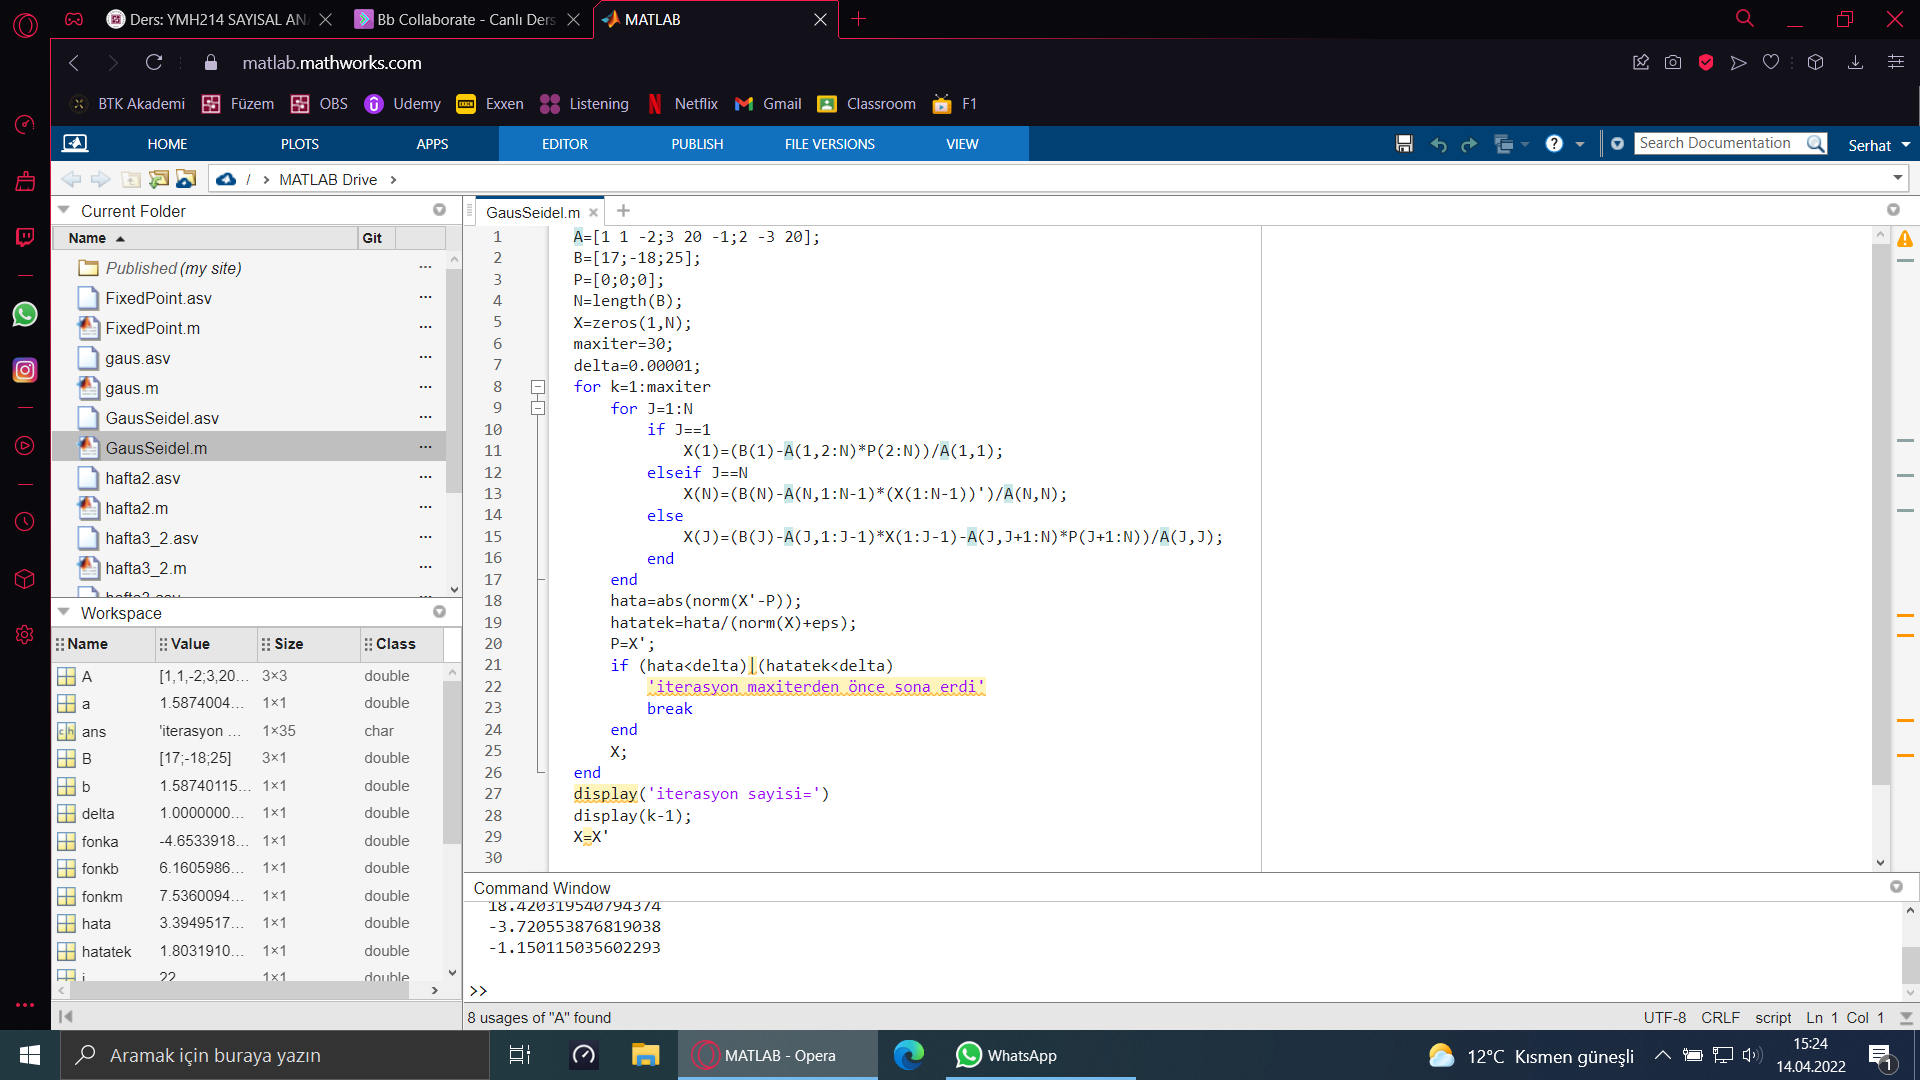 Ders: YMH214 SAYISAL AN
Bb Collaborate - Canlı Ders
MATLAB
matlab.mathworks.com
BTK Akademi
Füzem
OBS
Udemy
Exxen
Listening
Netflix
Gmail
Classroom
F1
HOME
PLOTS
APPS
EDITOR
PUBLISH
FILE VERSIONS
VIEW
Search Documentation
Serhat
/ › MATLAB Drive ›
Current Folder
Name Git
Published (my site)
FixedPoint.asv
FixedPoint.m
gaus.asv
gaus.m
GausSeidel.asv
GausSeidel.m
hafta2.asv
hafta2.m
hafta3_2.asv
hafta3_2.m
hafta3.asv
Workspace
Name Value Size Class
A [1,1,-2;3,20... 3×3 double
a 1.5874004... 1×1 double
ans 'iterasyon ... 1×35 char
B [17;-18;25] 3×1 double
b 1.58740115... 1×1 double
delta 1.0000000... 1×1 double
fonka -4.6533918... 1×1 double
fonkb 6.1605986... 1×1 double
fonkm 7.5360094... 1×1 double
hata 3.3949517... 1×1 double
hatatek 1.8031910... 1×1 double
i 22 1×1 double
GausSeidel.m
1 A=[1 1 -2;3 20 -1;2 -3 20];
2 B=[17;-18;25];
3 P=[0;0;0];
4 N=length(B);
5 X=zeros(1,N);
6 maxiter=30;
7 delta=0.00001;
8 for k=1:maxiter
9 for J=1:N
10 if J==1
11 X(1)=(B(1)-A(1,2:N)*P(2:N))/A(1,1);
12 elseif J==N
13 X(N)=(B(N)-A(N,1:N-1)*(X(1:N-1))')/A(N,N);
14 else
15 X(J)=(B(J)-A(J,1:J-1)*X(1:J-1)-A(J,J+1:N)*P(J+1:N))/A(J,J);
16 end
17 end
18 hata=abs(norm(X'-P));
19 hatatek=hata/(norm(X)+eps);
20 P=X';
21 if (hata<delta)|(hatatek<delta)
22 'iterasyon maxiterden önce sona erdi'
23 break
24 end
25 X;
26 end
27 display('iterasyon sayisi=')
28 display(k-1);
29 X=X'
30
Command Window
18.420319540794374
-3.720553876819038
-1.150115035602293
>>
8 usages of "A" found
UTF-8 CRLF script Ln 1 Col 1
Aramak için buraya yazın
MATLAB - Opera
WhatsApp
12°C Kısmen güneşli
15:24
14.04.2022
1